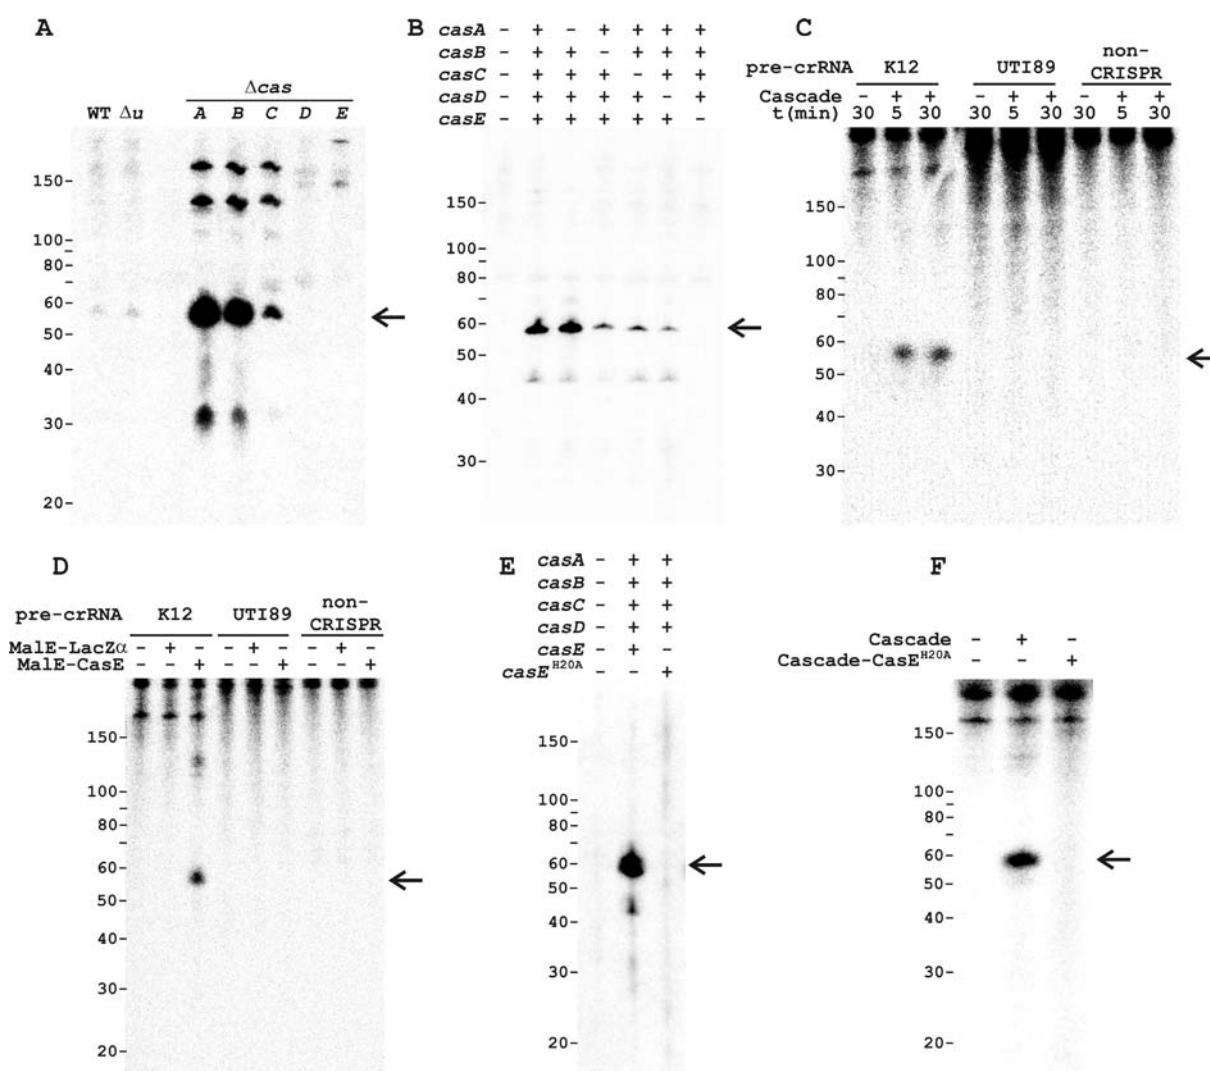 A
Δcas
WT Δu A B C D E
150-
100-
80-
60-
50-
40-
30-
20-
B
casA - + + + + + +
casB - + - + + + +
casC - + + + - + +
casD - + + + + - +
casE - + + + + + -
150-
100-
80-
60-
50-
40-
30-
C
non-
pre-crRNA K12 UTI89 CRISPR
Cascade - + + - + + - + +
t(min) 30 5 30 30 5 30 30 5 30
150-
100-
80-
60-
50-
40-
30-
D
non-
pre-crRNA K12 UTI89 CRISPR
MalE-LacZα - + - - + - - + -
MalE-CasE - - + - - + - - +
150-
100-
80-
60-
50-
40-
30-
20-
E
casA - + +
casB - + +
casC - + +
casD - + +
casE - + -
casE^H20A - - +
150-
100-
80-
60-
50-
40-
30-
20-
F
Cascade - + -
Cascade-CasE^H20A - - +
150-
100-
80-
60-
50-
40-
30-
20-